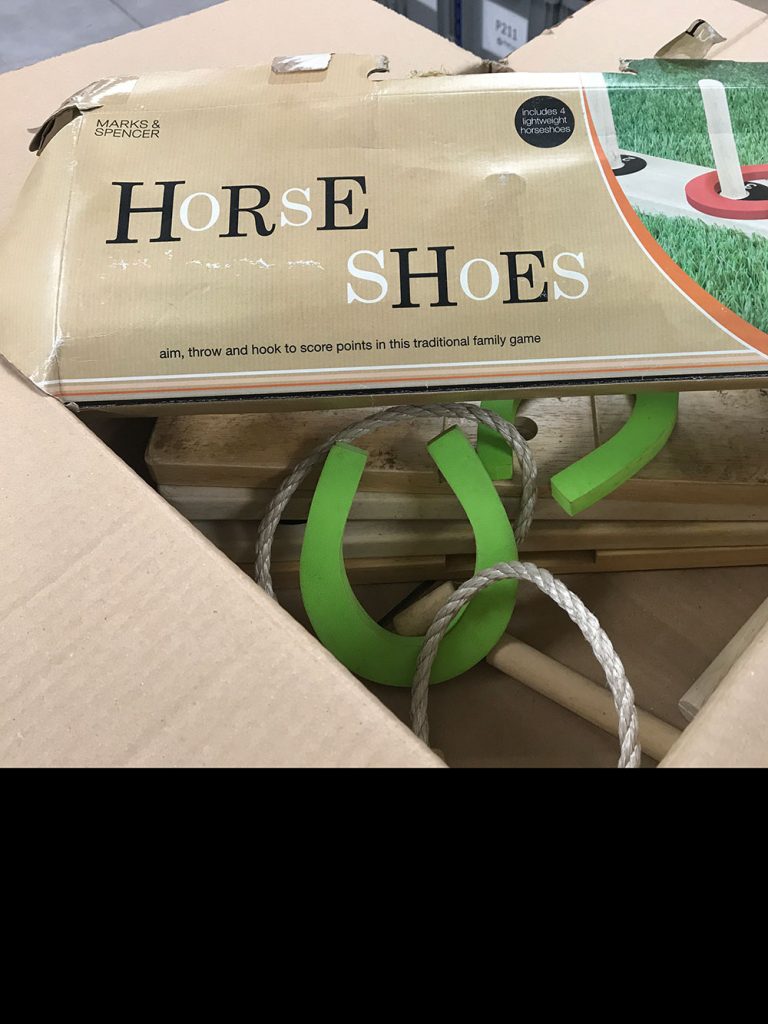 P211
MARKS &
SPENCER
includes 4
lightweight
horseshoes
HORSE
SHOES
aim, throw and hook to score points in this traditional family game